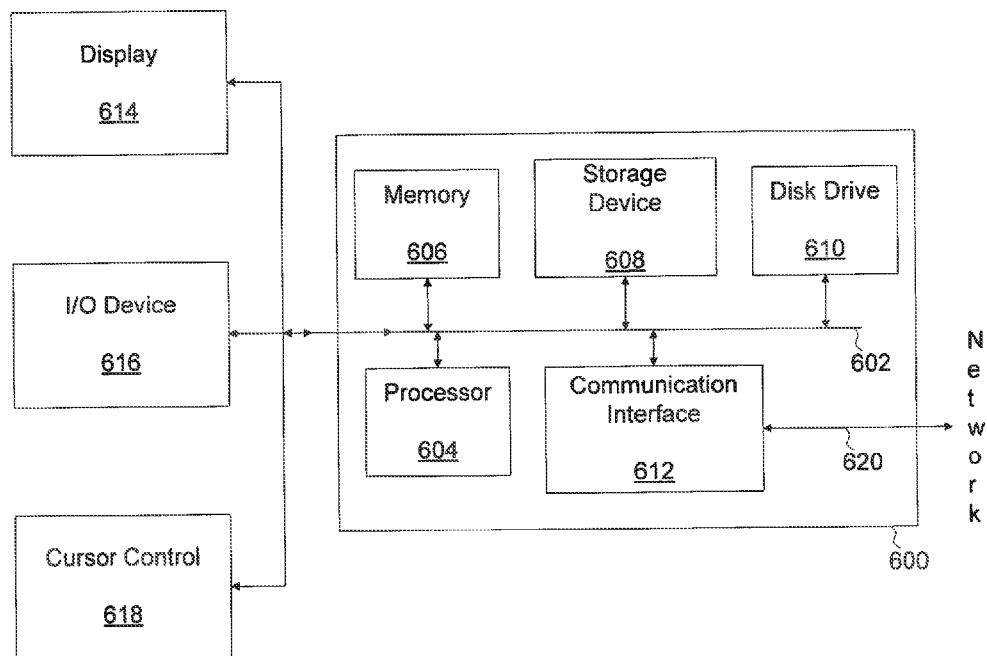 Display
614
I/O Device
616
Cursor Control
618
Memory
606
Storage
Device
608
Disk Drive
610
602
Processor
604
Communication
Interface
612
620
600
Network